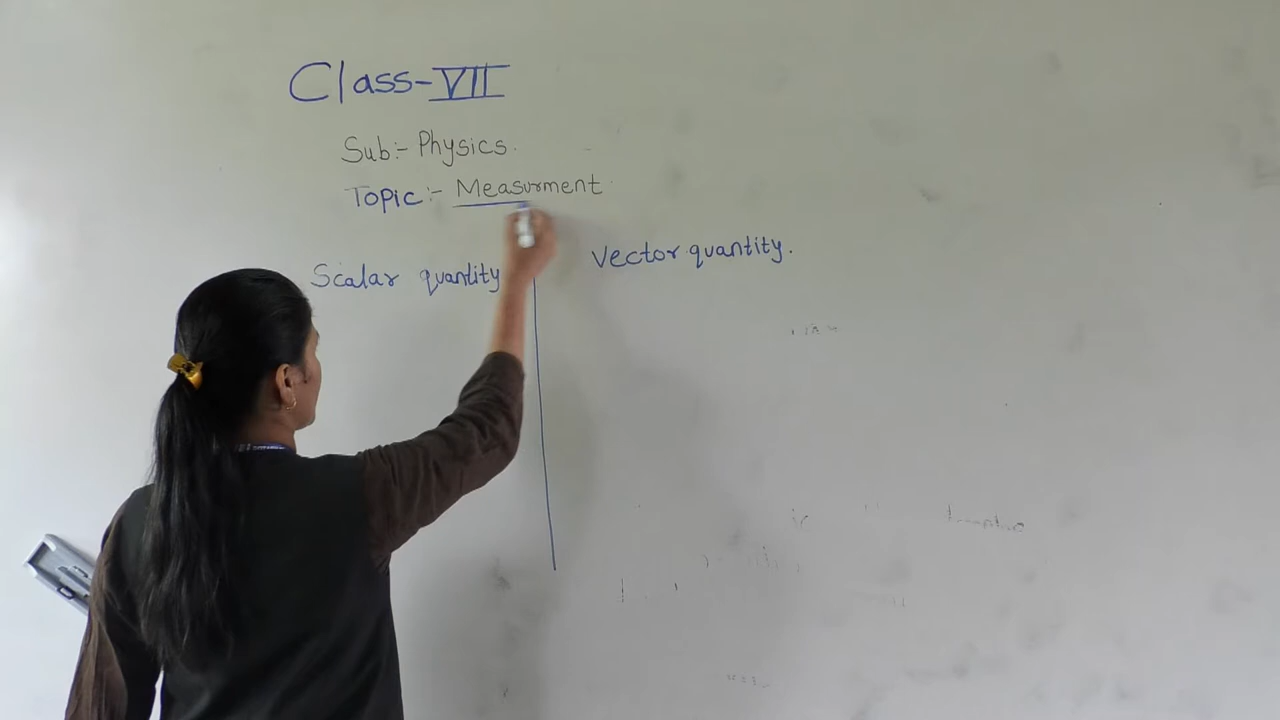 Class-VII
Sub:- Physics.
Topic:- Measurment
Scalar quantity
Vector quantity.